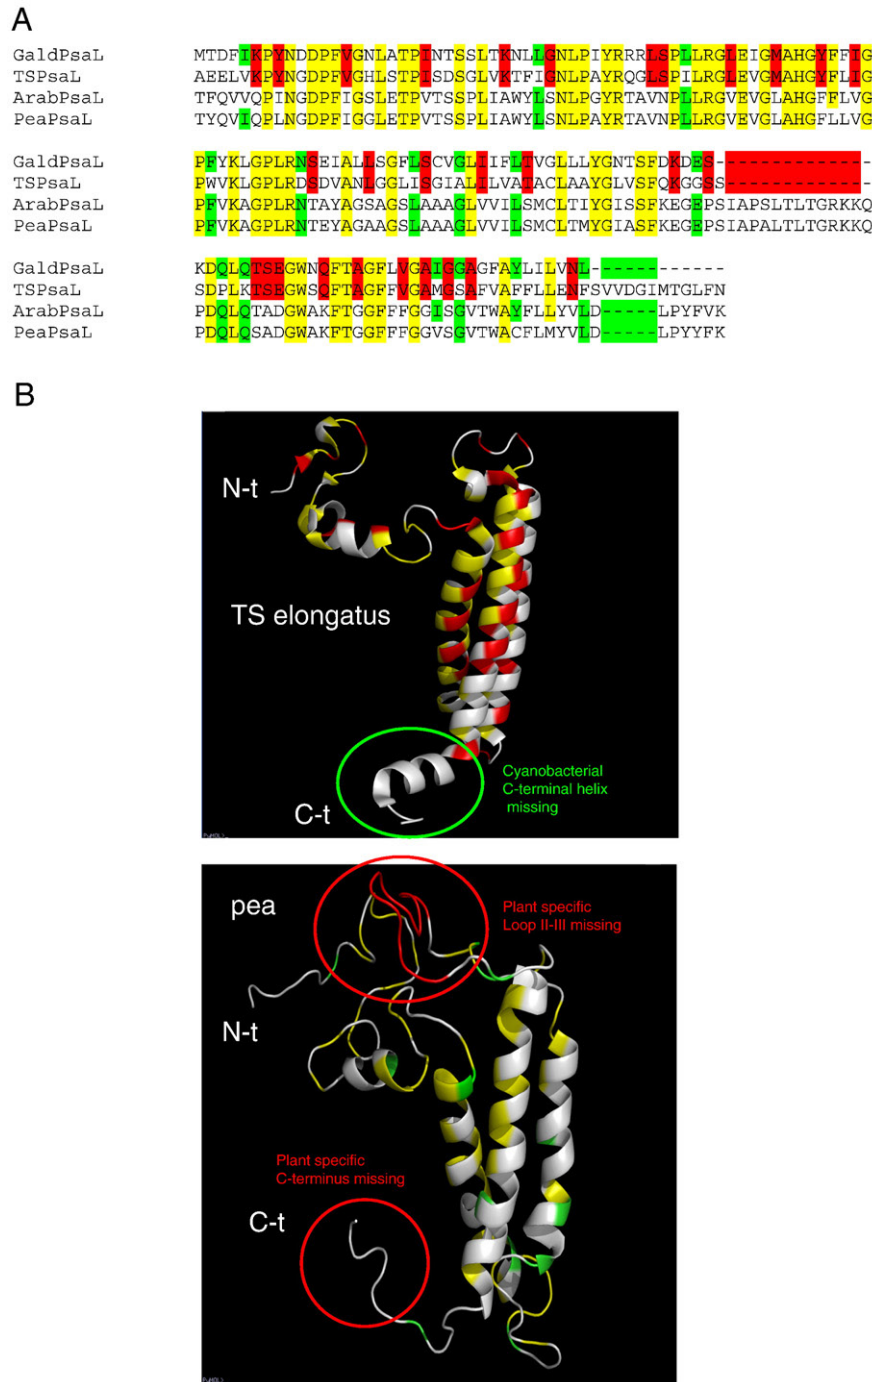 A
GaldPsaL MTDFIKPYNDDPFVGNLATPINTSSLTKNLLGNLPIYRRRLSPLLRGLEIGMAHGYFFIG
TSPsaL AEELVKPYNGDPFVGHLSTPISDSGLVKTFIGNLPAYRQGLSPILRGLEVGMAHGYFLIG
ArabPsaL TFQVVQPINGDPFIGSLETPVTSSPLIAWYLSNLPGYRTAVNPLLRGVEVGLAHGFFLVG
PeaPsaL TYQVIQPLNGDPFIGGLETPVTSSPLIAWYLSNLPAYRTAVNPLLRGVEVGLAHGFLLVG
GaldPsaL PFYKLGPLRNSEIALLSGFLSCVGLIIFLTVGLLLYGNTSFDKDES-------------
TSPsaL PWVKLGPLRDSDVANLGGLISGIALILVATACLAAYGLVSFQKGGSS------------
ArabPsaL PFVKAGPLRNTAYAGSAGSLAAAGLVVILSMCLTIYGISSFKEGEPSIAPSLTLTGRKKQ
PeaPsaL PFVKAGPLRNTEYAGAAGSLAAAGLVVILSMCLTMYGIASFKEGEPSIAPALTLTGRKKQ
GaldPsaL KDQLQTSEGWNQFTAGFLVGAIGGAGFAYLILVNL------------
TSPsaL SDPLKTSEGWSQFTAGFFVGAMGSAFVAFFLLENFSVVDGIMTGLFN
ArabPsaL PDQLQTADGWAKFTGGFFFGGISGVTWAYFLLYVLD-----LPYYFVK
PeaPsaL PDQLQSADGWAKFTGGFFFGGVSGVTWACFLMYVLD-----LPYYFK
B
N-t
TS elongatus
Cyanobacterial
C-terminal helix
missing
C-t
pea
Plant specific
Loop II-III missing
N-t
Plant specific
C-terminus missing
C-t